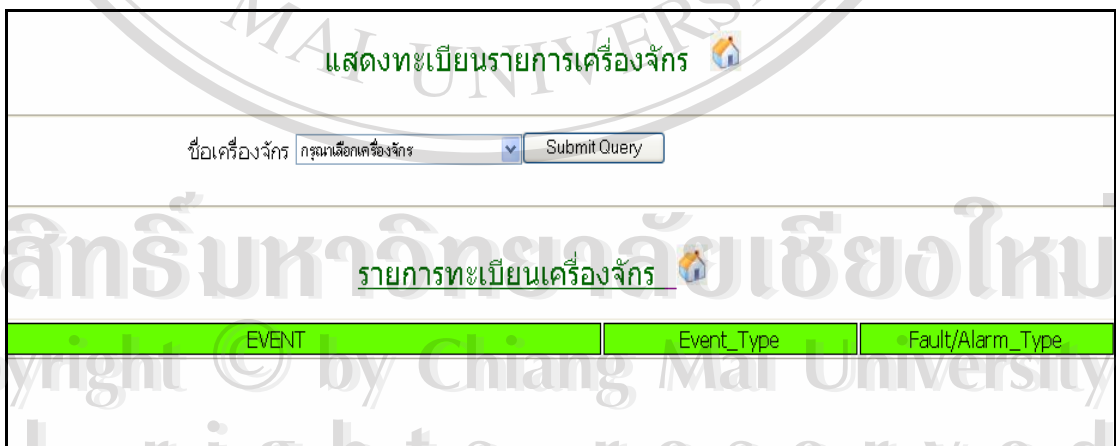 MAI UNIVERS
แสดงทะเบียนรายการเครื่องจักร
ชื่อเครื่องจักร กรุณาเลือกเครื่องจักร Submit Query
สิทธิ์มหาวิทยาลัยเชียงใหม่
รายการทะเบียนเครื่องจักร
EVENT Event_Type Fault/Alarm_Type
yright © by Chiang Mai University